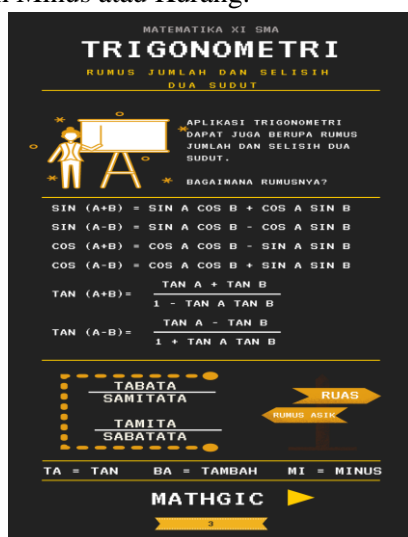 MATEMATIKA XI SMA
TRIGONOMETRI
RUMUS JUMLAH DAN SELISIH
DUA SUDUT
APLIKASI TRIGONOMETRI
DAPAT JUGA BERUPA RUMUS
JUMLAH DAN SELISIH DUA
SUDUT.
BAGAIMANA RUMUSNYA?
SIN (A+B) = SIN A COS B + COS A SIN B
SIN (A-B) = SIN A COS B - COS A SIN B
COS (A+B) = COS A COS B - SIN A SIN B
COS (A-B) = COS A COS B + SIN A SIN B
TAN (A+B)= TAN A + TAN B
1 - TAN A TAN B
TAN (A-B)= TAN A - TAN B
1 + TAN A TAN B
TABATA
SAMITATA
TAMITA
SABATATA
RUAS
RUMUS ASIK
TA = TAN BA = TAMBAH MI = MINUS
MATHGIC
3